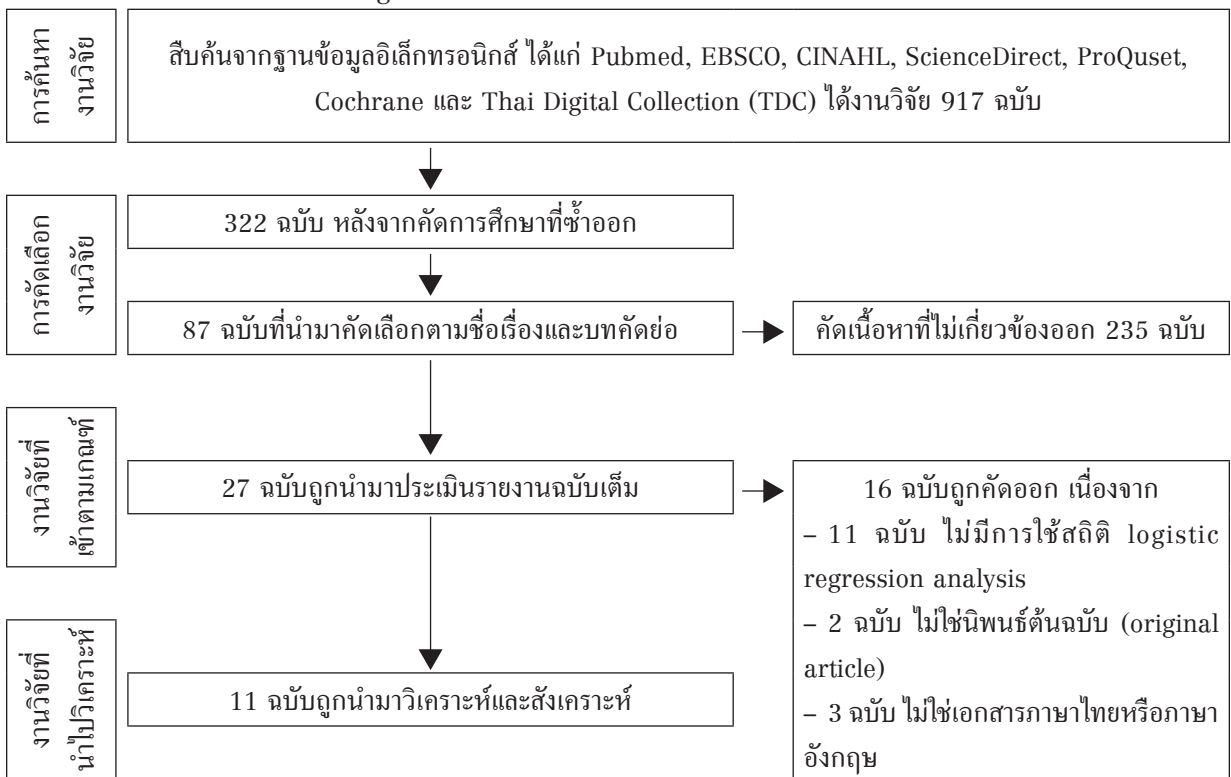 การค้นหา
งานวิจัย
สืบค้นจากฐานข้อมูลอิเล็กทรอนิกส์ ได้แก่ Pubmed, EBSCO, CINAHL, ScienceDirect, ProQuset,
Cochrane และ Thai Digital Collection (TDC) ได้งานวิจัย 917 ฉบับ
การคัดเลือก
งานวิจัย
322 ฉบับ หลังจากคัดการศึกษาที่ซ้ำออก
87 ฉบับที่นำมาคัดเลือกตามชื่อเรื่องและบทคัดย่อ
คัดเนื้อหาที่ไม่เกี่ยวข้องออก 235 ฉบับ
งานวิจัยที่
เข้าตามเกณฑ์
27 ฉบับถูกนำมาประเมินรายงานฉบับเต็ม
16 ฉบับถูกคัดออก เนื่องจาก
– 11 ฉบับ ไม่มีการใช้สถิติ logistic
regression analysis
– 2 ฉบับ ไม่ใช่นิพนธ์ต้นฉบับ (original
article)
– 3 ฉบับ ไม่ใช่เอกสารภาษาไทยหรือภาษา
อังกฤษ
งานวิจัยที่
นำไปวิเคราะห์
11 ฉบับถูกนำมาวิเคราะห์และสังเคราะห์